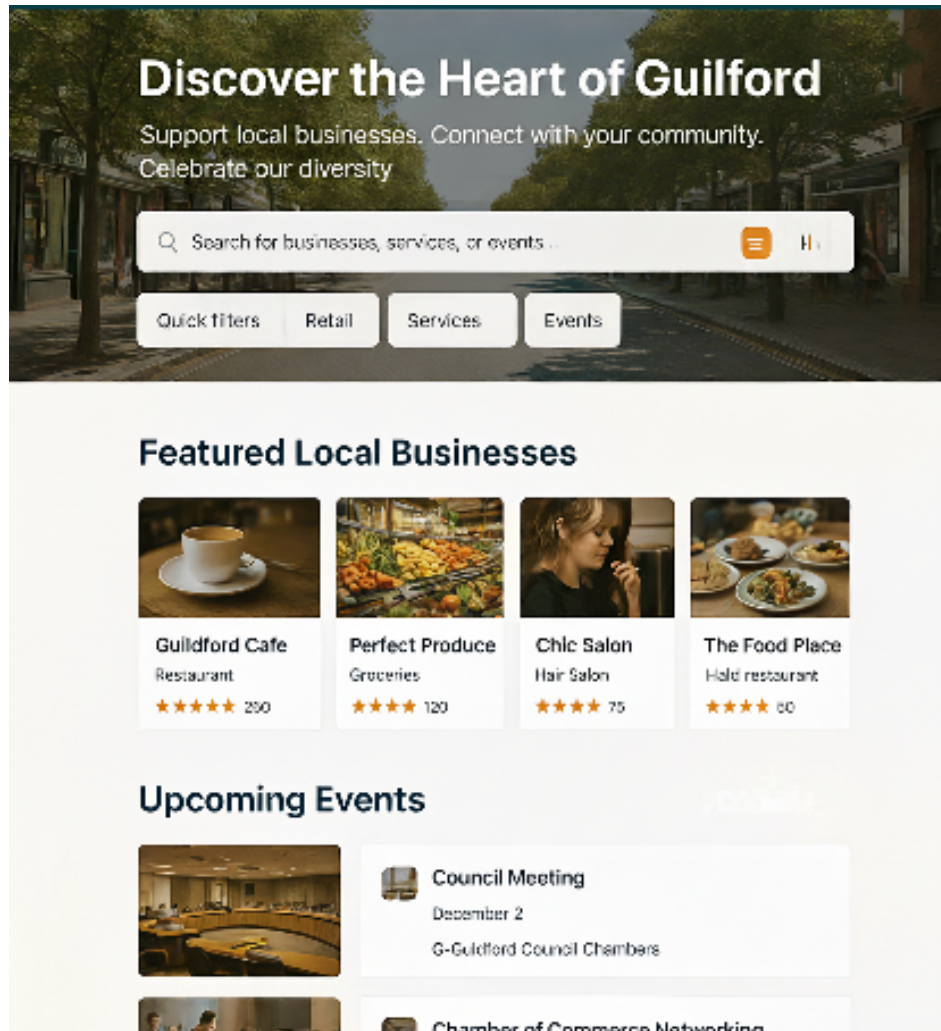 Discover the Heart of Guilford
Support local businesses. Connect with your community.
Celebrate our diversity
Search for businesses, services, or events...
Quick filters Retail Services Events
Featured Local Businesses
Guildford Cafe Perfect Produce Chic Salon The Food Place
Restaurant Groceries Hair Salon Hald restaurant
★★★★★ 260 ★★★★ 120 ★★★★ 75 ★★★★ 50
Upcoming Events
Council Meeting
December 2
G-Guildford Council Chambers
Chamber of Commerce Networking